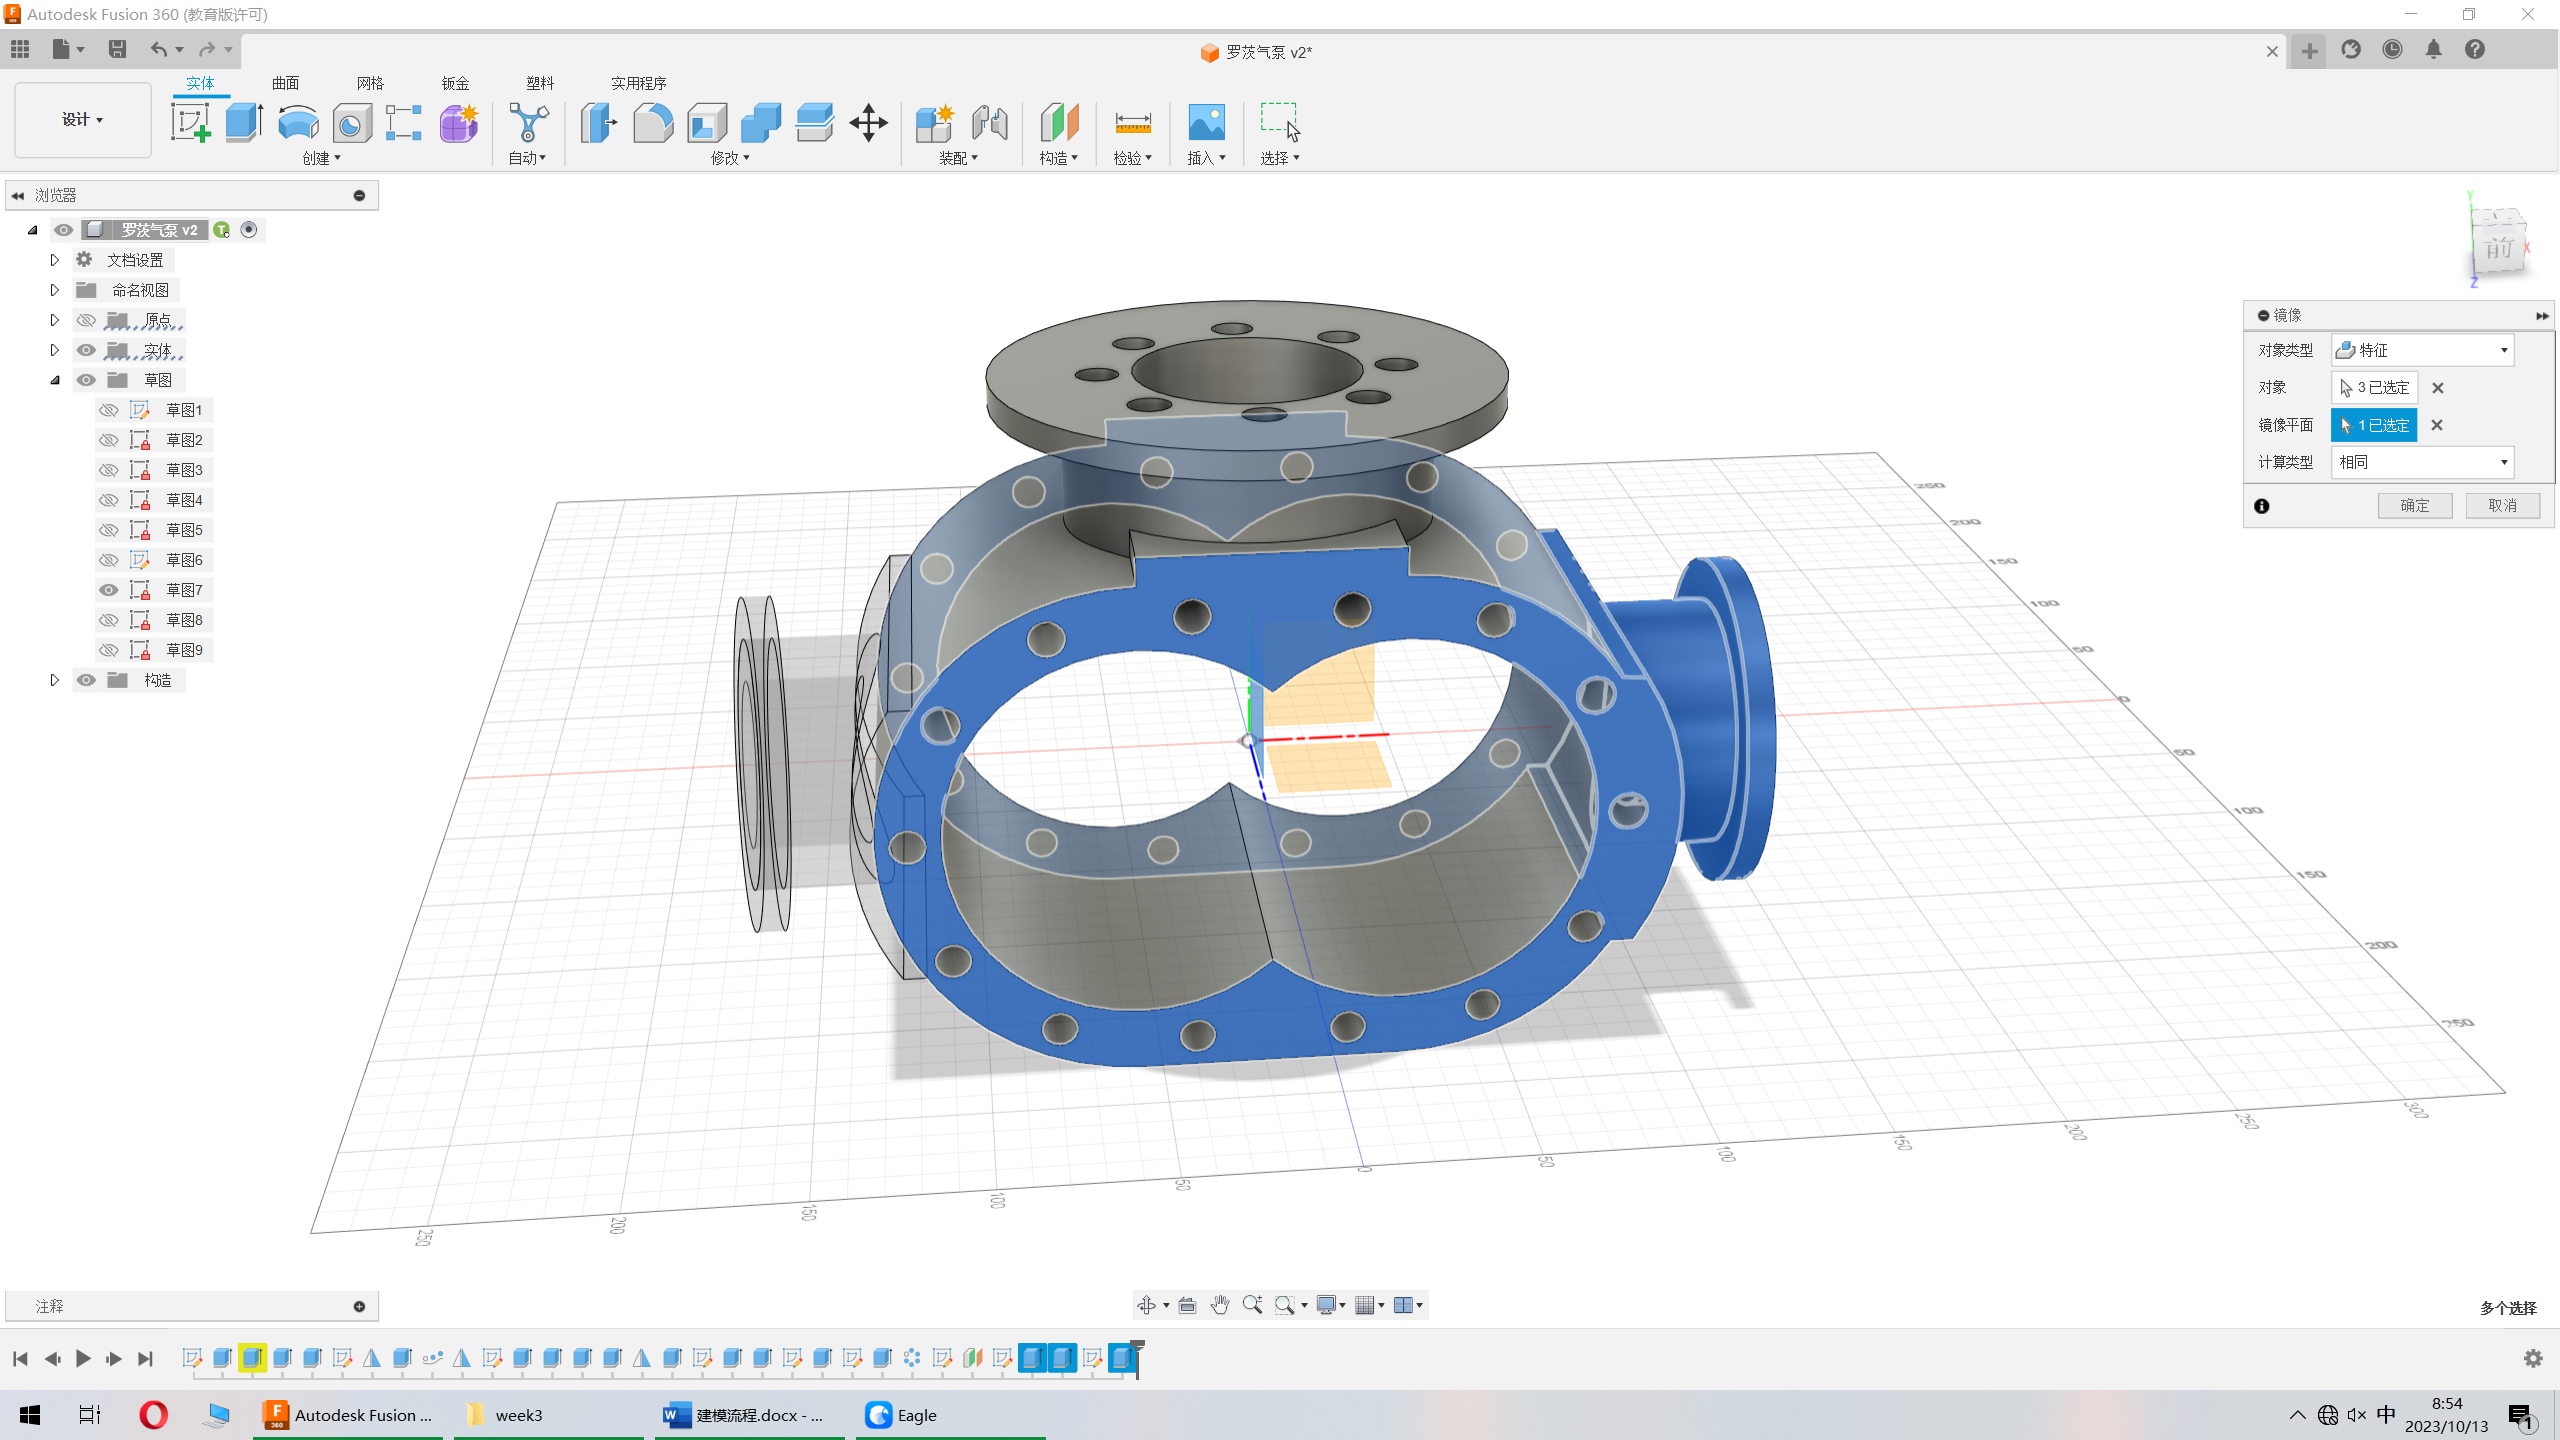 Autodesk Fusion 360 (教育版许可)
罗茨气泵 v2*
实体 曲面 网格 钣金 塑料 实用程序
设计
创建 自动 修改 装配 构造 检验 插入 选择
浏览器
罗茨气泵 v2
文档设置
命名视图
原点
实体
草图
草图1
草图2
草图3
草图4
草图5
草图6
草图7
草图8
草图9
构造
Y
前
X
Z
镜像
对象类型 特征
对象 3 已选定
镜像平面 1 已选定
计算类型 相同
确定 取消
250
200
150
100
50
0
50
100
150
200
250
250 200 150 100 50 0 50 100 150 200 250 300
注释
多个选择
Autodesk Fusion ...
week3
建模流程.docx - ...
Eagle
中
8:54
2023/10/13
1